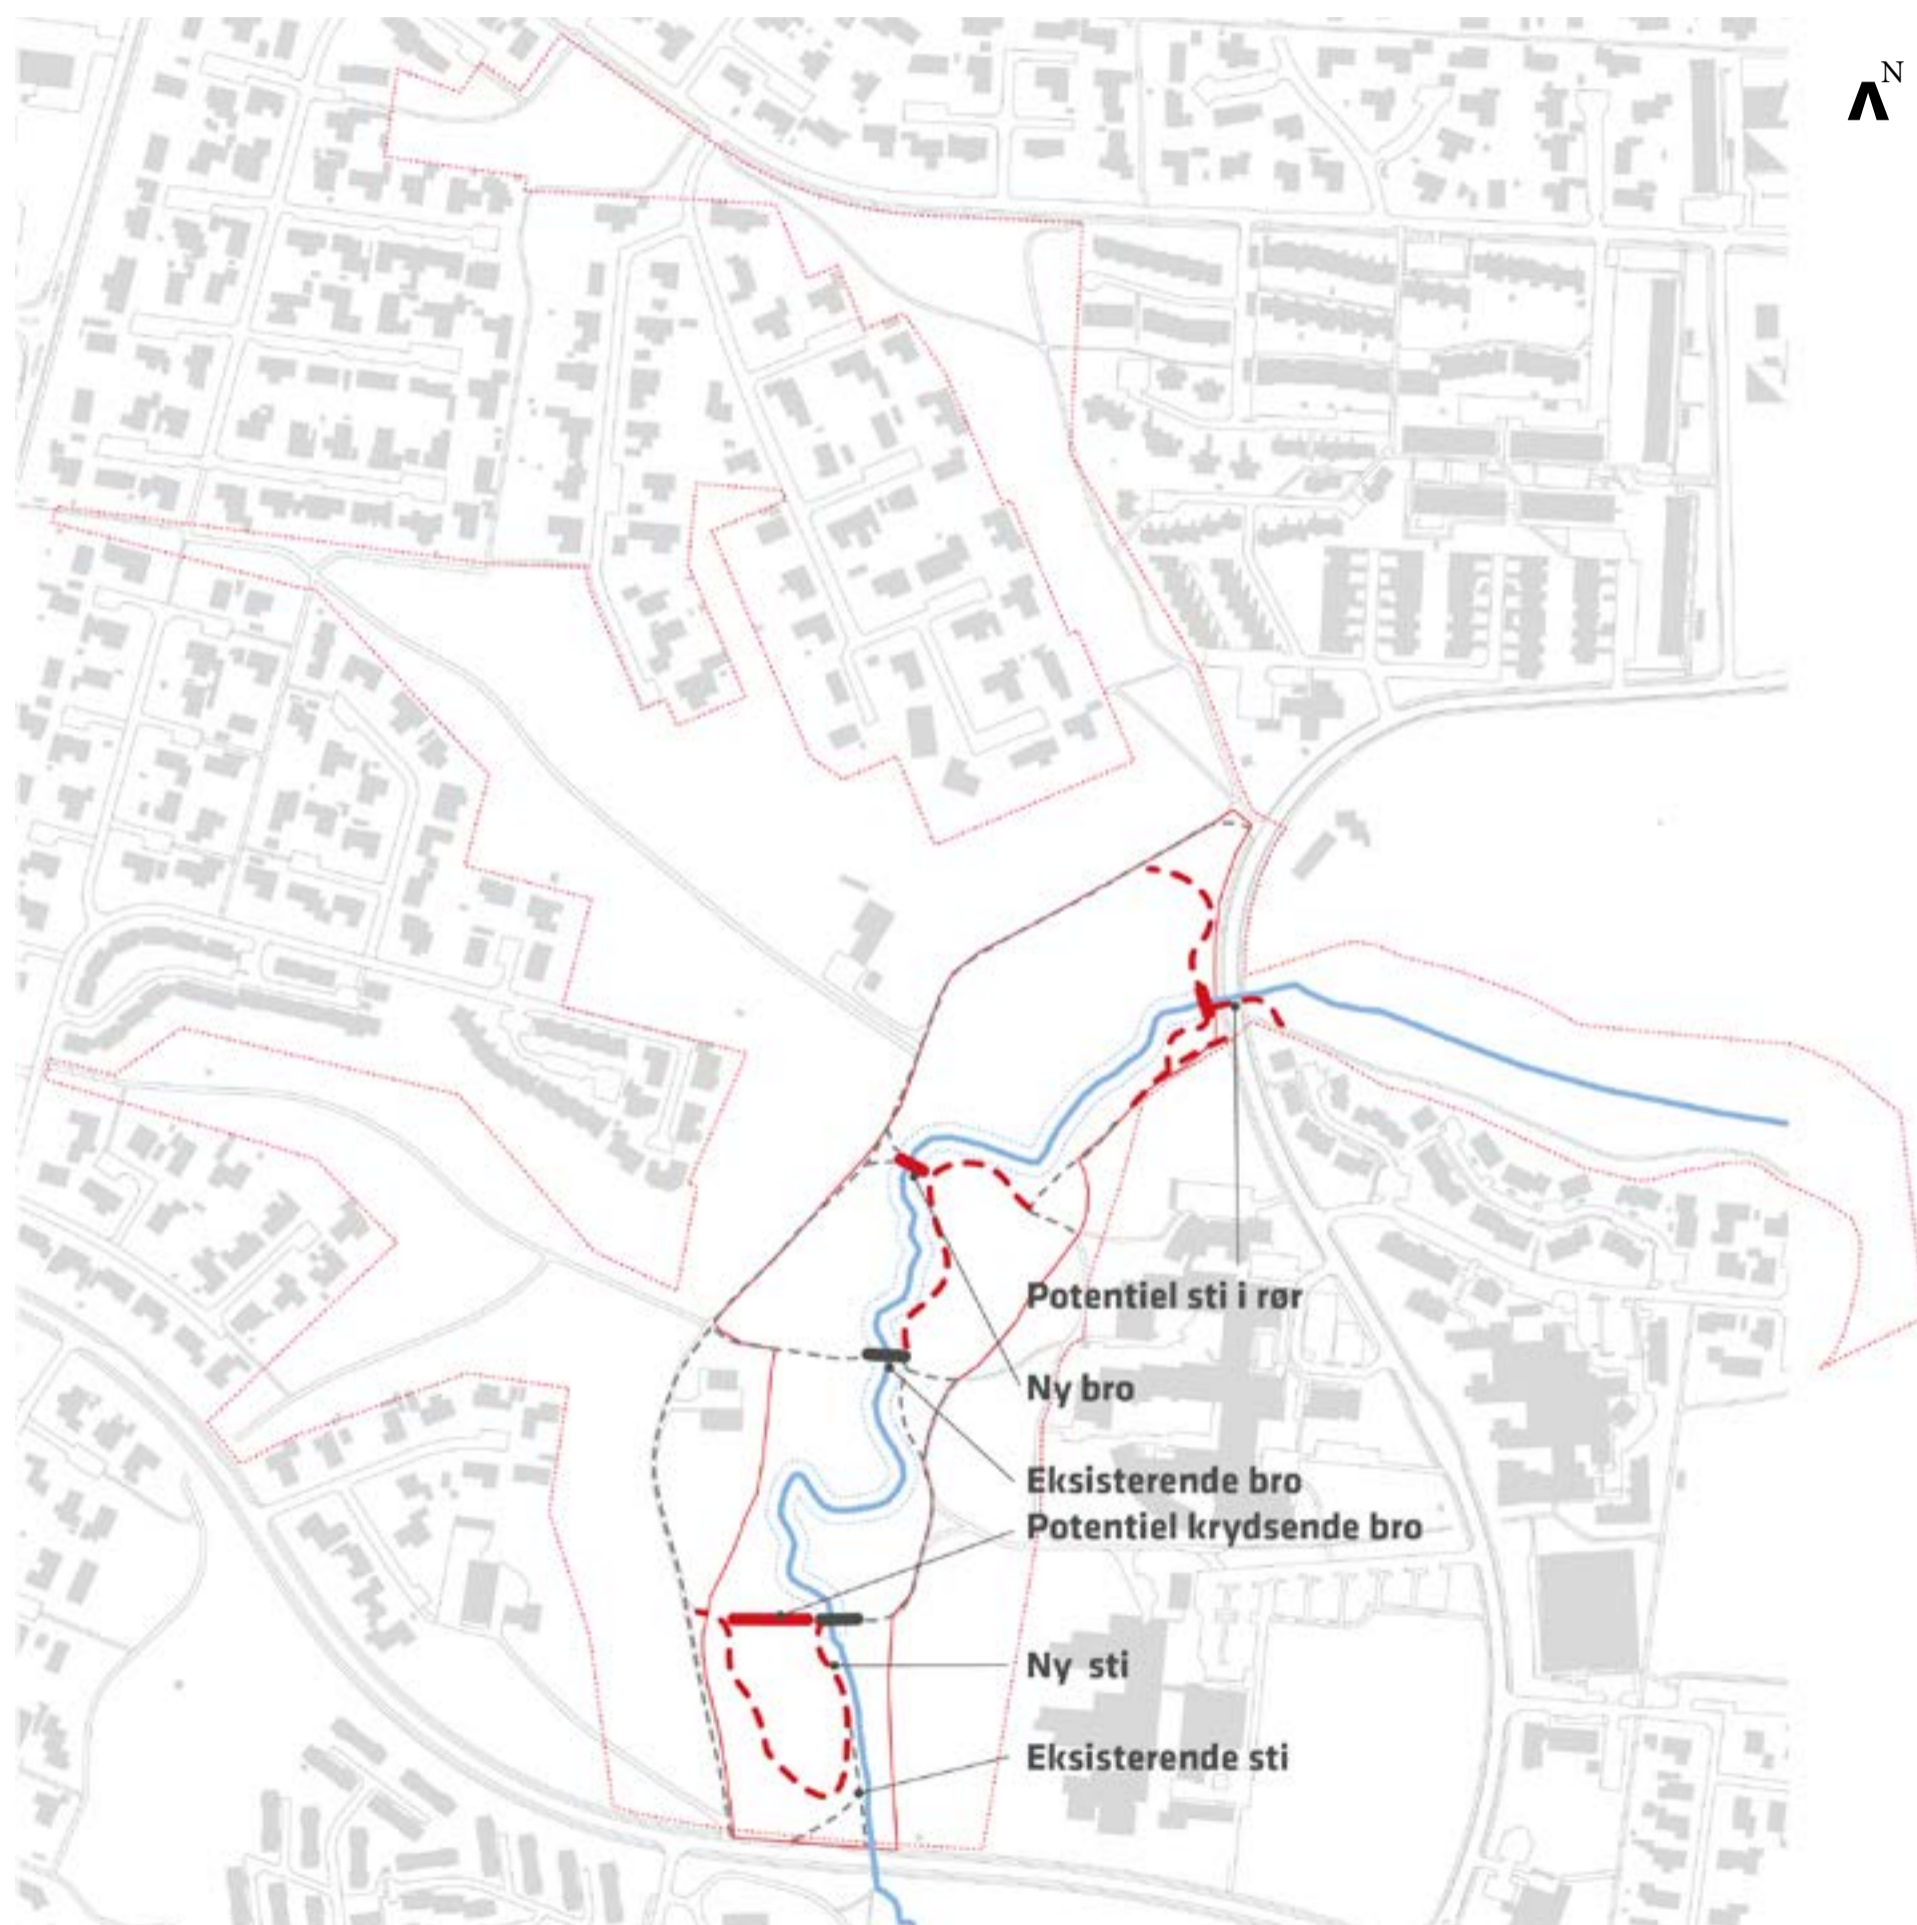 N
Potentiel sti i rør
Ny bro
Eksisterende bro
Potentiel krydsende bro
Ny sti
Eksisterende sti